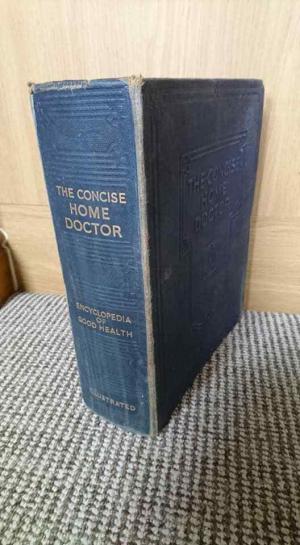 THE CONCISE
HOME
DOCTOR
ENCYCLOPEDIA
OF
GOOD HEALTH
ILLUSTRATED
THE CONCISE
HOME
DOCTOR